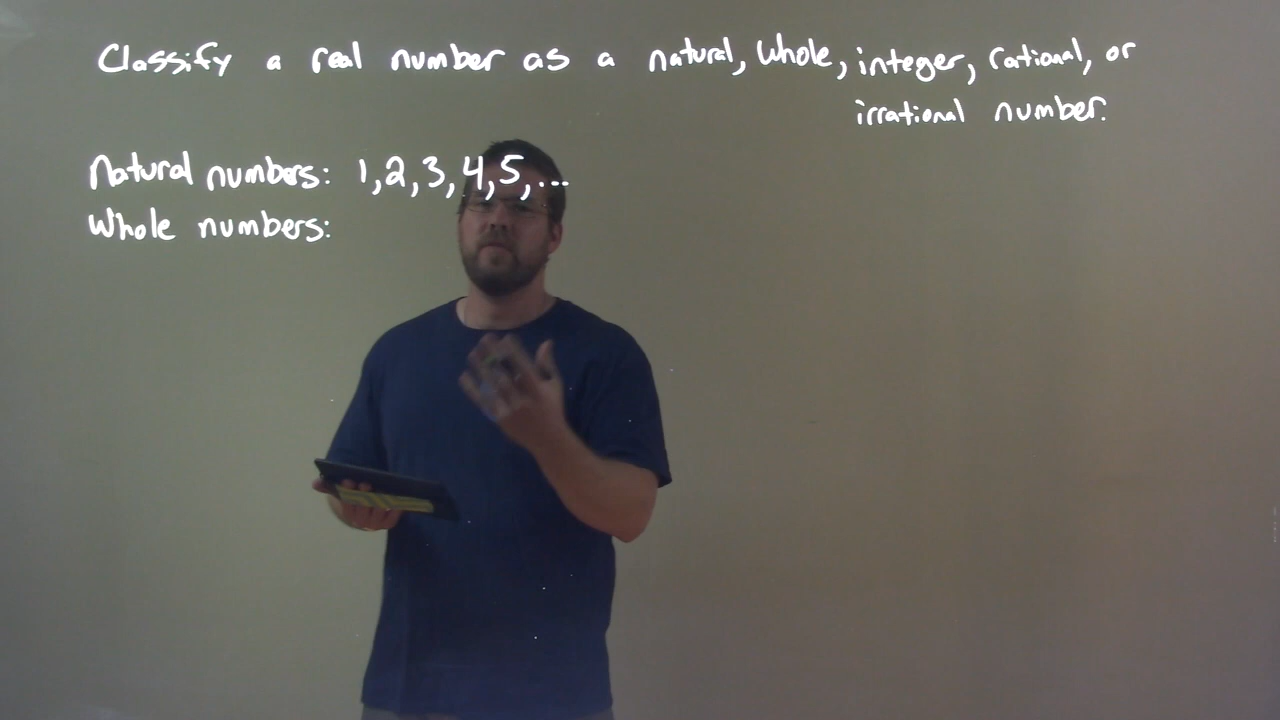 Classify a real number as a natural, whole, integer, rational, or
irrational number.
Natural numbers: 1,2,3,4,5,...
Whole numbers: